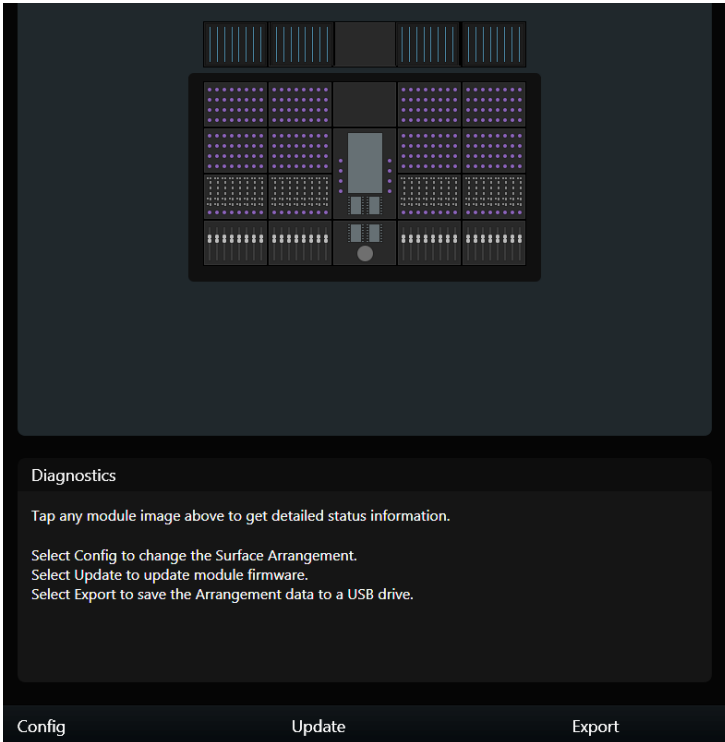 Diagnostics
Tap any module image above to get detailed status information.
Select Config to change the Surface Arrangement.
Select Update to update module firmware.
Select Export to save the Arrangement data to a USB drive.
Config Update Export